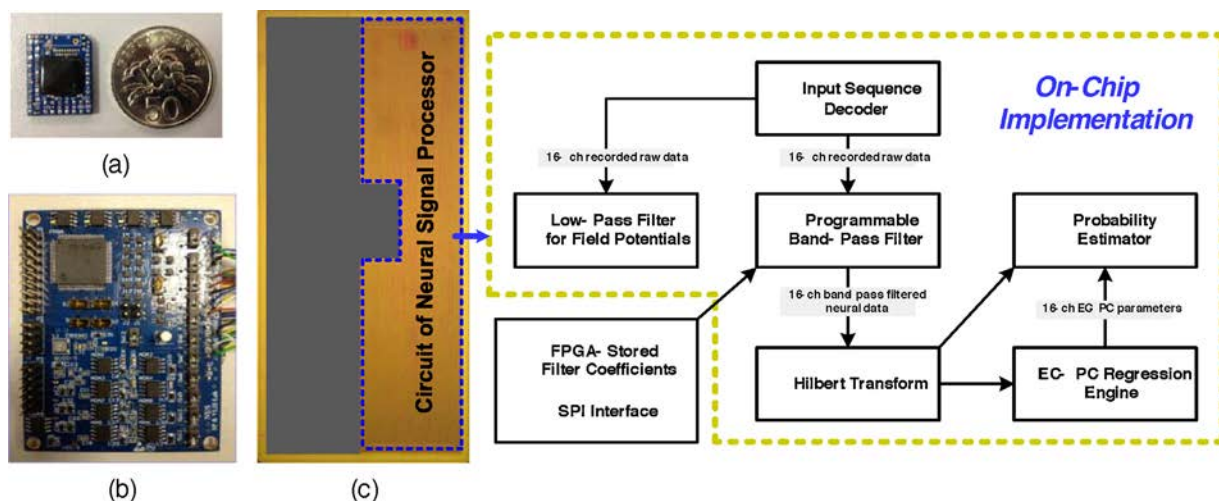 50
(a)
(b)
Circuit of Neural Signal Processor
(c)
On-Chip
Implementation
Input Sequence
Decoder
16- ch recorded raw data
16- ch recorded raw data
Low- Pass Filter
for Field Potentials
Programmable
Band- Pass Filter
Probability
Estimator
16-ch band pass filtered
neural data
16-ch EC PC parameters
FPGA- Stored
Filter Coefficients
SPI Interface
Hilbert Transform
EC- PC Regression
Engine